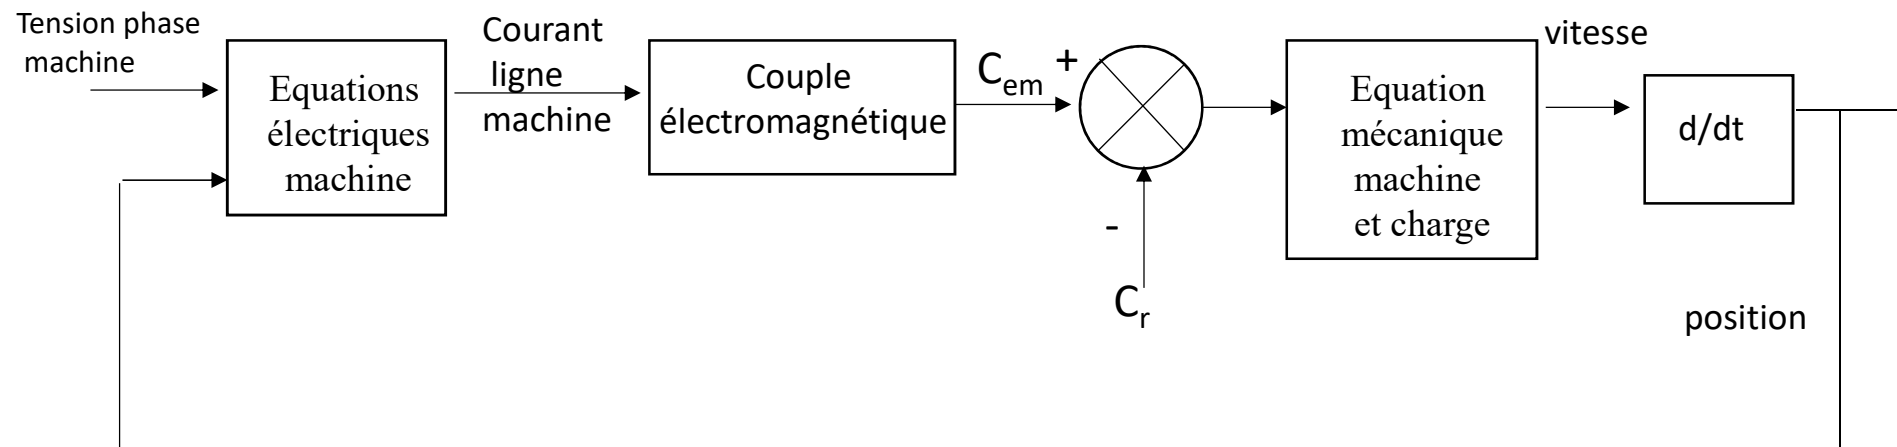 Tension phase
machine
Equations
électriques
machine
Courant
ligne
machine
Couple
électromagnétique
Cem
+
-
Cr
Equation
mécanique
machine
et charge
vitesse
d/dt
position